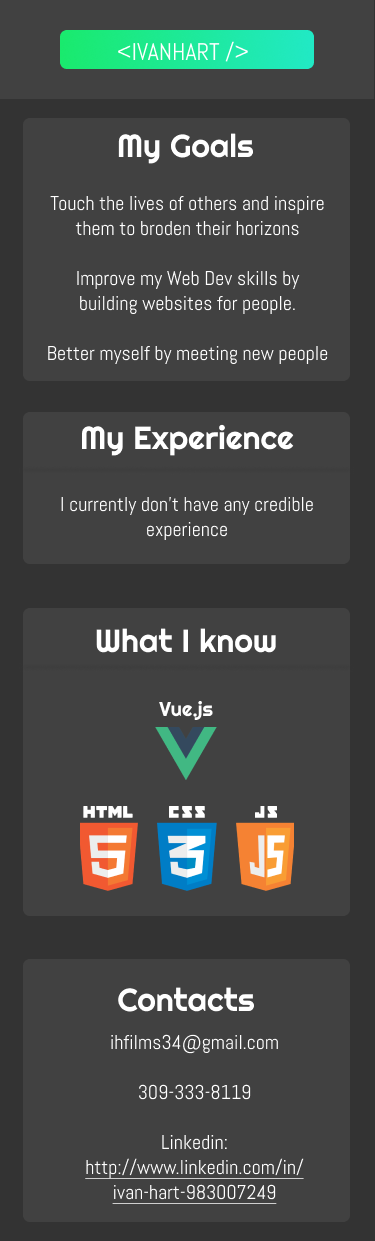 <IVANHART />
My Goals
Touch the lives of others and inspire
them to broden their horizons
Improve my Web Dev skills by
building websites for people.
Better myself by meeting new people
My Experience
I currently don't have any credible
experience
What I know
Vue.js
HTML CSS JS
5 3 JS
Contacts
ihfilms34@gmail.com
309-333-8119
Linkedin:
http://www.linkedin.com/in/
ivan-hart-983007249